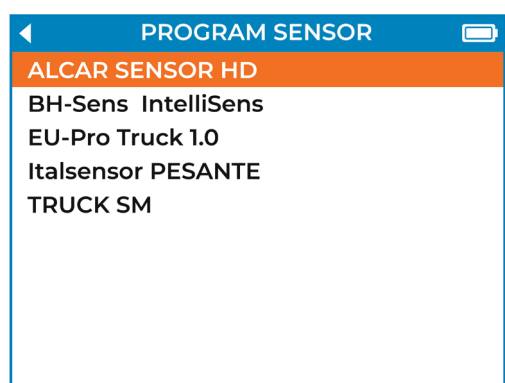 PROGRAM SENSOR
ALCAR SENSOR HD
BH-Sens IntelliSens
EU-Pro Truck 1.0
Italsensor PESANTE
TRUCK SM